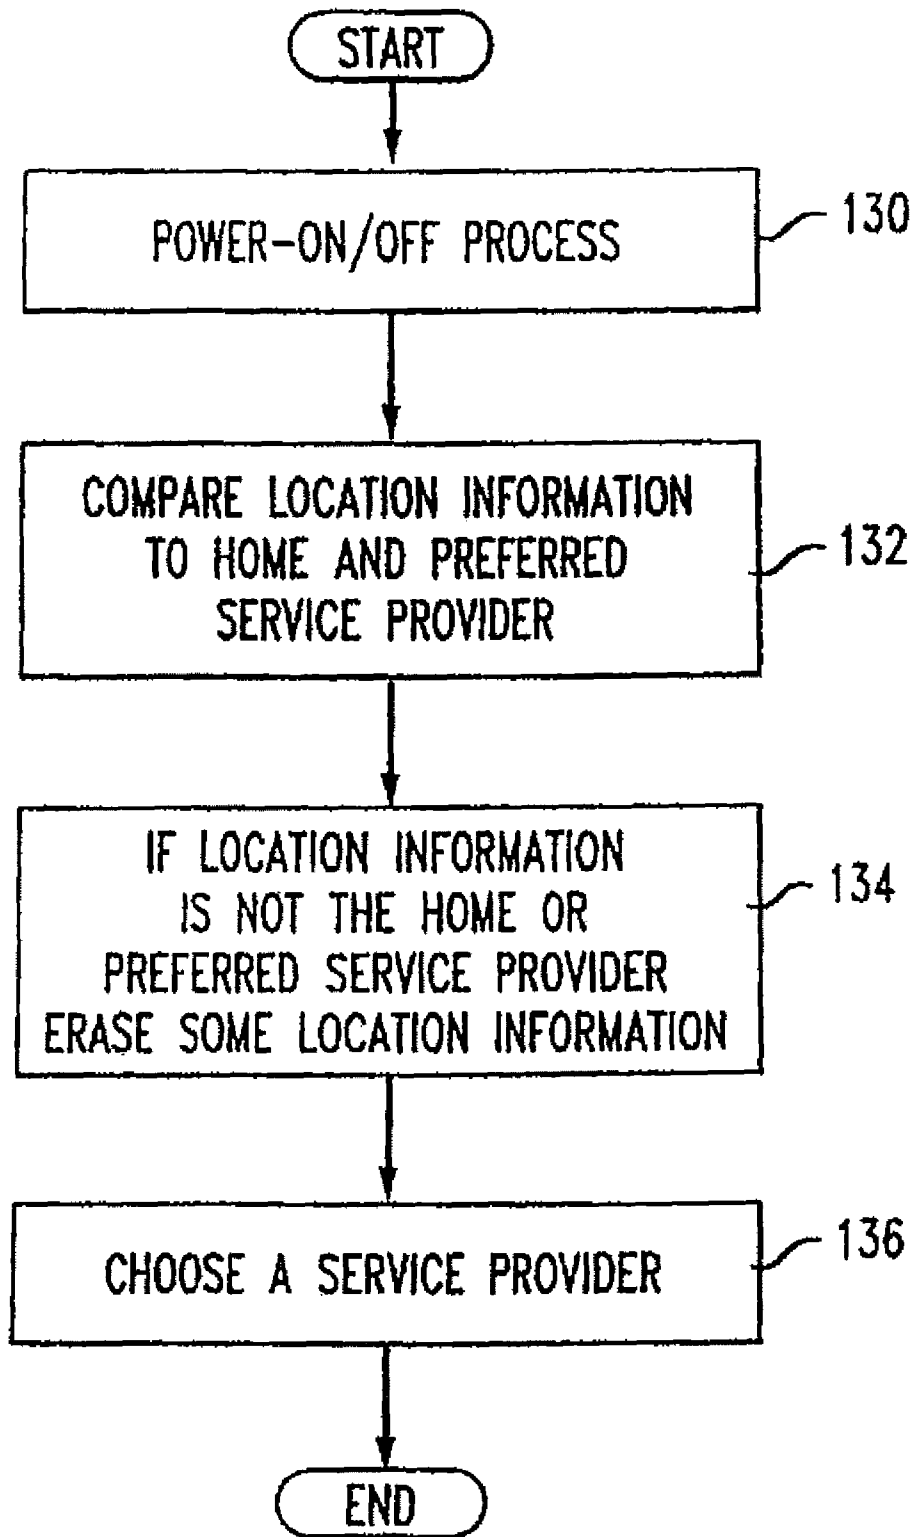 START
POWER-ON/OFF PROCESS
130
COMPARE LOCATION INFORMATION
TO HOME AND PREFERRED
SERVICE PROVIDER
132
IF LOCATION INFORMATION
IS NOT THE HOME OR
PREFERRED SERVICE PROVIDER
ERASE SOME LOCATION INFORMATION
134
CHOOSE A SERVICE PROVIDER
136
END